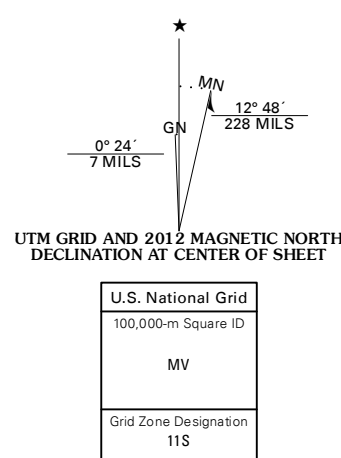 ★
MN
12° 48´
228 MILS
GN
0° 24´
7 MILS
UTM GRID AND 2012 MAGNETIC NORTH
DECLINATION AT CENTER OF SHEET
U.S. National Grid
100,000-m Square ID
MV
Grid Zone Designation
11S